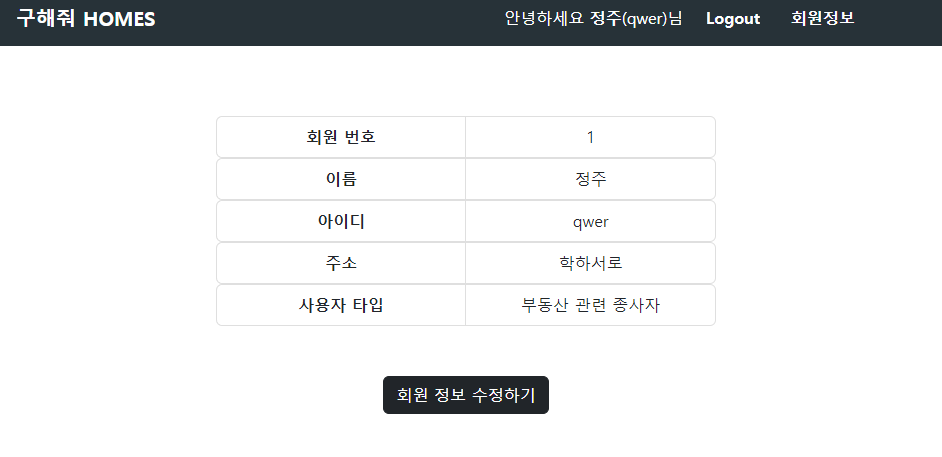 구해줘 HOMES 안녕하세요 정주(qwer)님 Logout 회원정보
회원 번호 1
이름 정주
아이디 qwer
주소 학하서로
사용자 타입 부동산 관련 종사자
회원 정보 수정하기